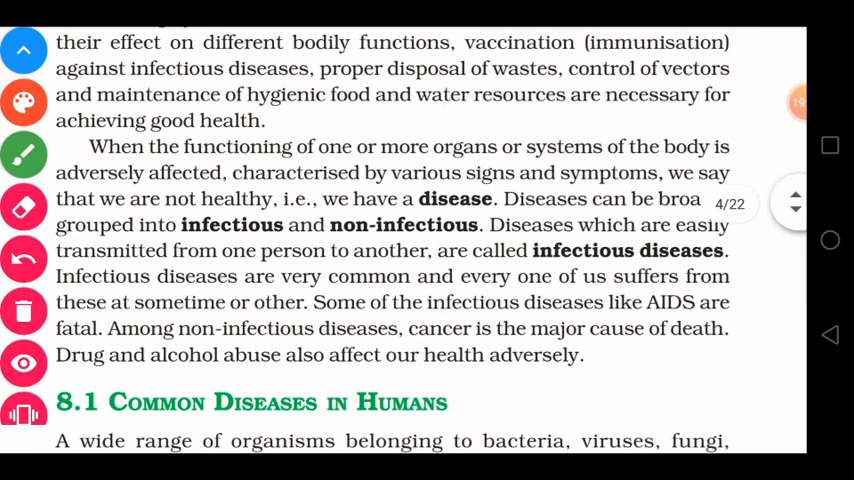 their effect on different bodily functions, vaccination (immunisation)
against infectious diseases, proper disposal of wastes, control of vectors
and maintenance of hygienic food and water resources are necessary for
achieving good health.
When the functioning of one or more organs or systems of the body is
adversely affected, characterised by various signs and symptoms, we say
that we are not healthy, i.e., we have a disease. Diseases can be broa
4/22
grouped into infectious and non-infectious. Diseases which are easily
transmitted from one person to another, are called infectious diseases.
Infectious diseases are very common and every one of us suffers from
these at sometime or other. Some of the infectious diseases like AIDS are
fatal. Among non-infectious diseases, cancer is the major cause of death.
Drug and alcohol abuse also affect our health adversely.
8.1 COMMON DISEASES IN HUMANS
A wide range of organisms belonging to bacteria, viruses, fungi,